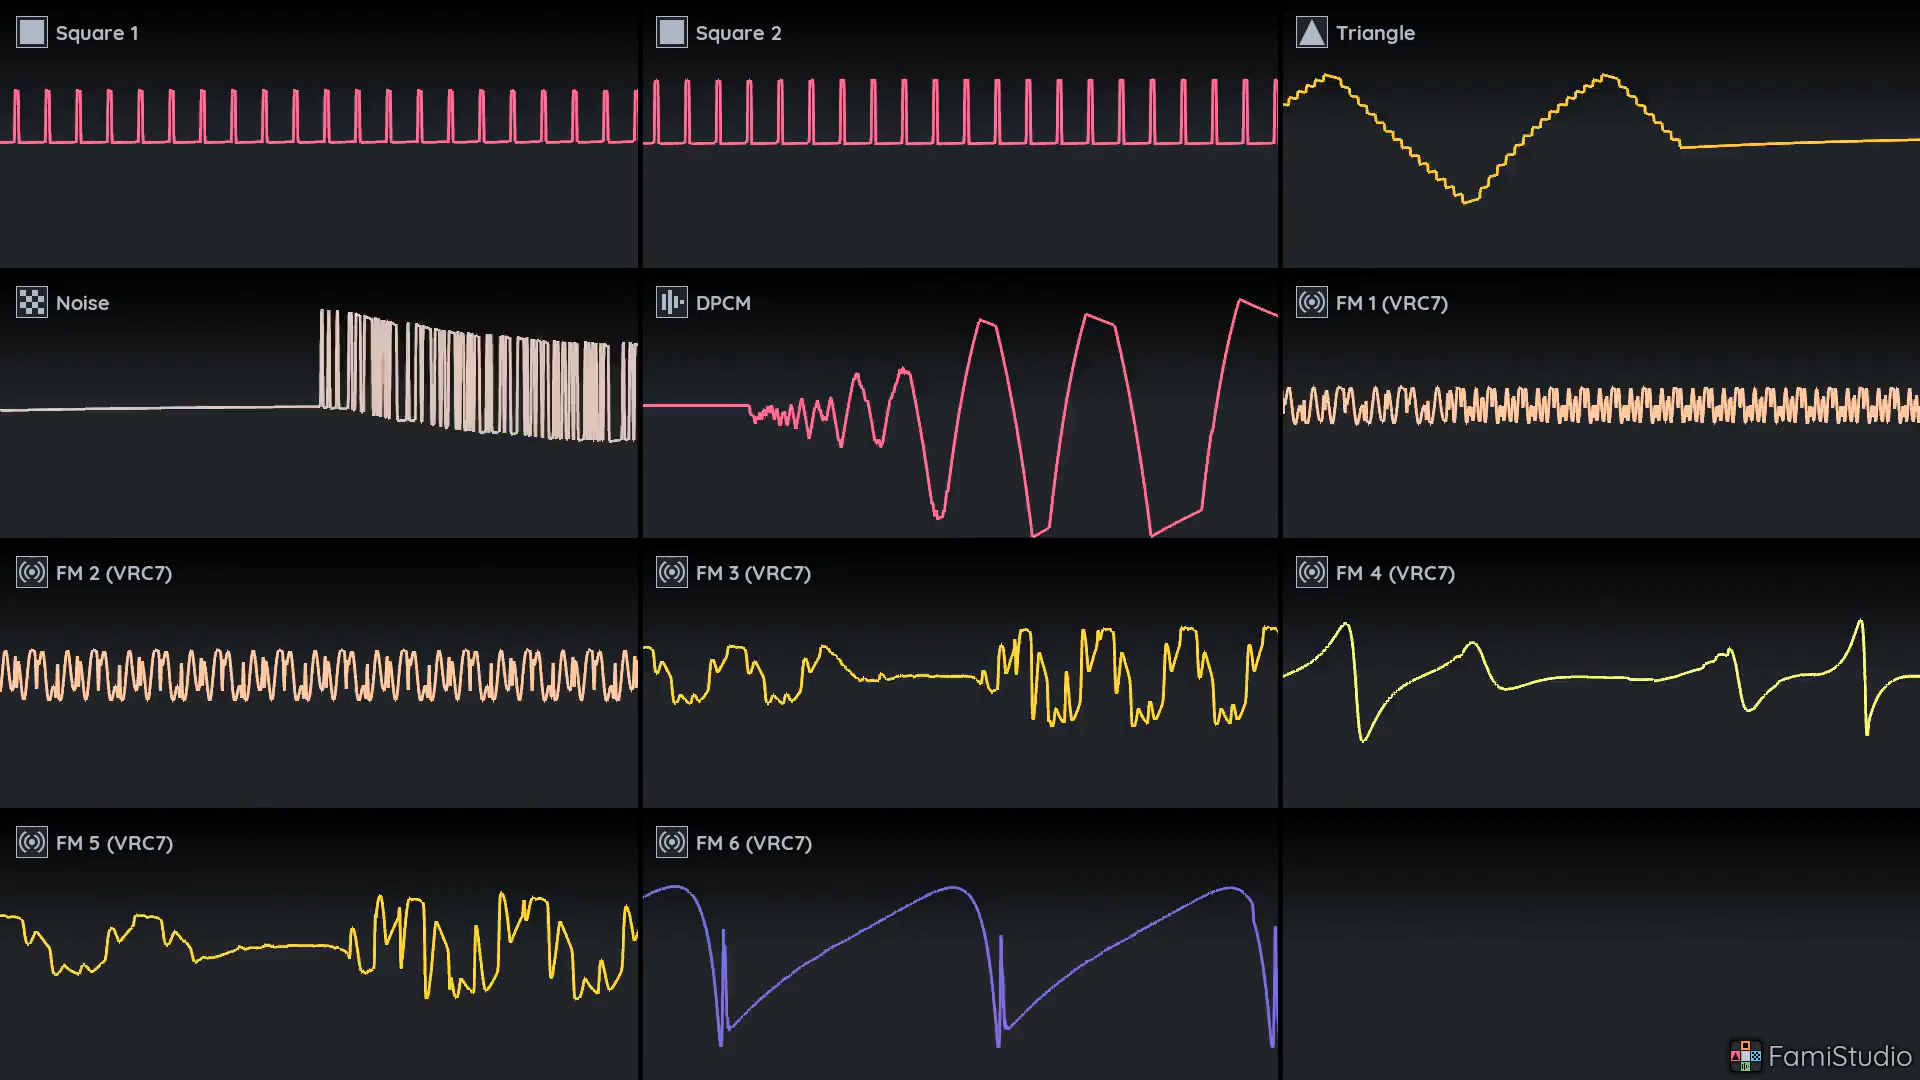 Square 1
Square 2
Triangle
Noise
DPCM
FM 1 (VRC7)
FM 2 (VRC7)
FM 3 (VRC7)
FM 4 (VRC7)
FM 5 (VRC7)
FM 6 (VRC7)
FamiStudio